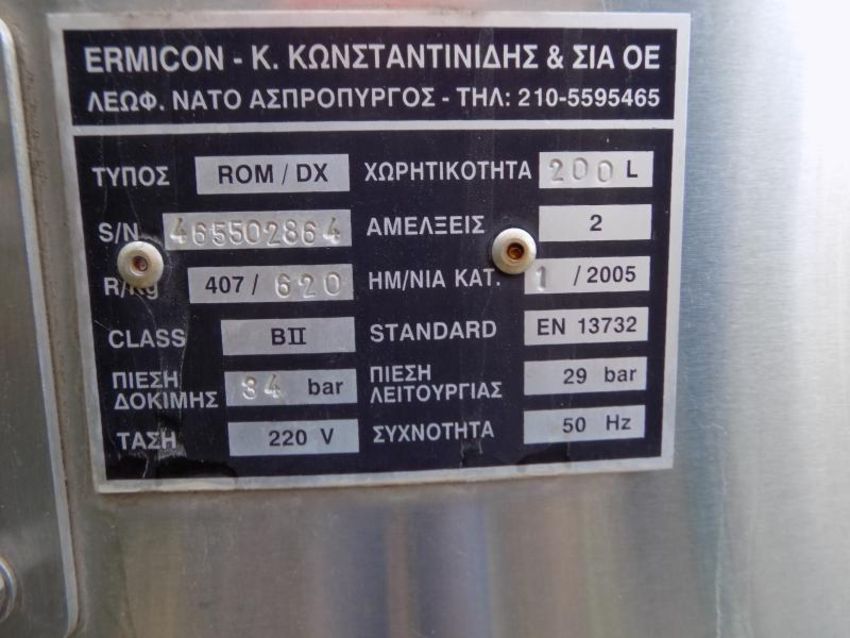 ERMICON - Κ. ΚΩΝΣΤΑΝΤΙΝΙΔΗΣ & ΣΙΑ ΟΕ
ΛΕΩΦ. ΝΑΤΟ ΑΣΠΡΟΠΥΡΓΟΣ - ΤΗΛ: 210-5595465
ΤΥΠΟΣ ROM / DX ΧΩΡΗΤΙΚΟΤΗΤΑ 200 L
S/N 465502864 ΑΜΕΛΞΕΙΣ 2
R/Kg 407 / 620 ΗΜ/ΝΙΑ ΚΑΤ. 1 / 2005
CLASS BII STANDARD EN 13732
ΠΙΕΣΗ ΔΟΚΙΜΗΣ 34 bar ΠΙΕΣΗ ΛΕΙΤΟΥΡΓΙΑΣ 29 bar
ΤΑΣΗ 220 V ΣΥΧΝΟΤΗΤΑ 50 Hz